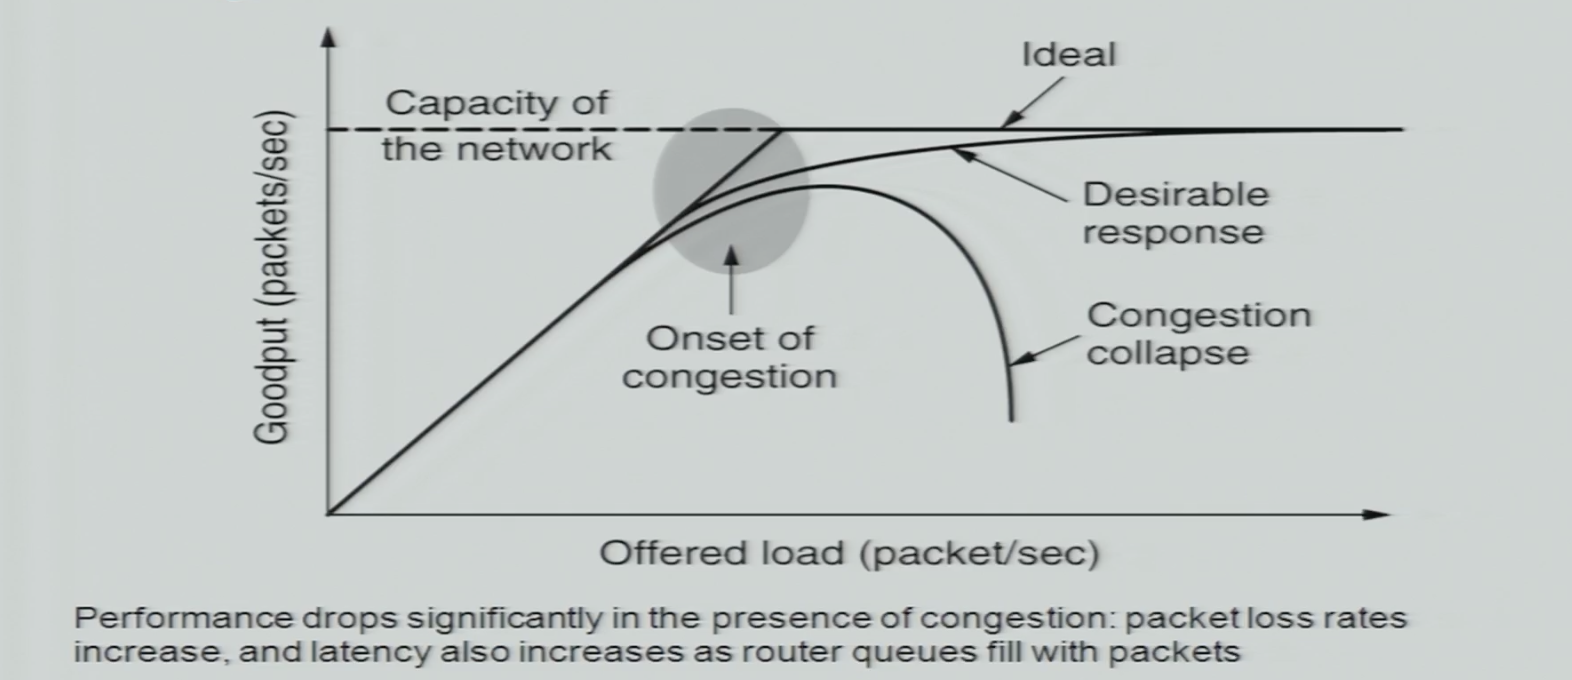 Ideal
Capacity of
the network
Goodput (packets/sec)
Desirable
response
Congestion
collapse
Onset of
congestion
Offered load (packet/sec)
Performance drops significantly in the presence of congestion: packet loss rates
increase, and latency also increases as router queues fill with packets